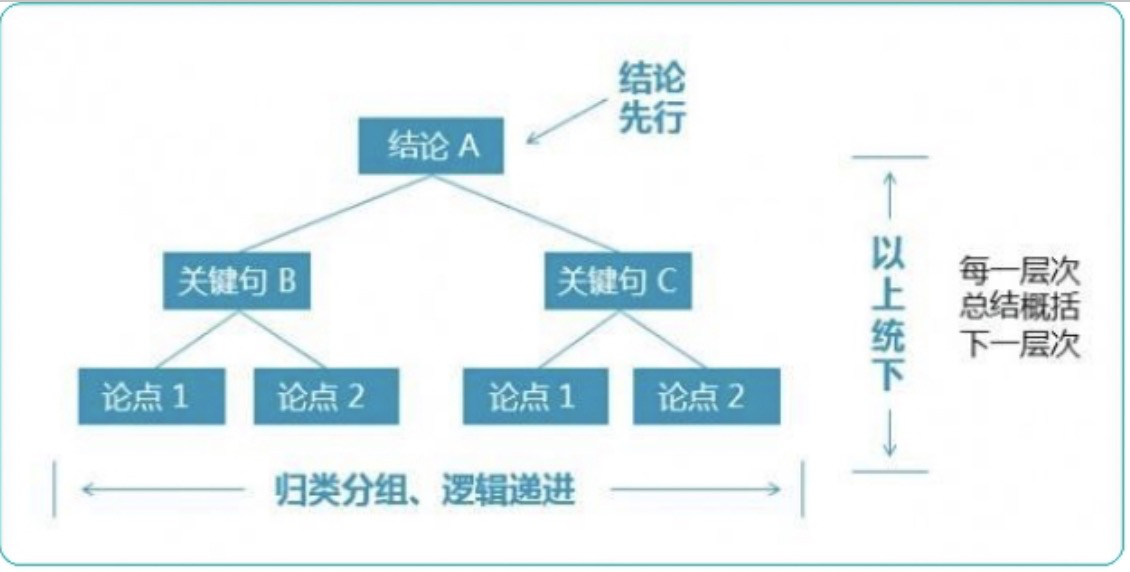 结论
先行
结论 A
关键句 B
关键句 C
论点 1
论点 2
论点 1
论点 2
归类分组、逻辑递进
以
上
统
下
每一层次
总结概括
下一层次